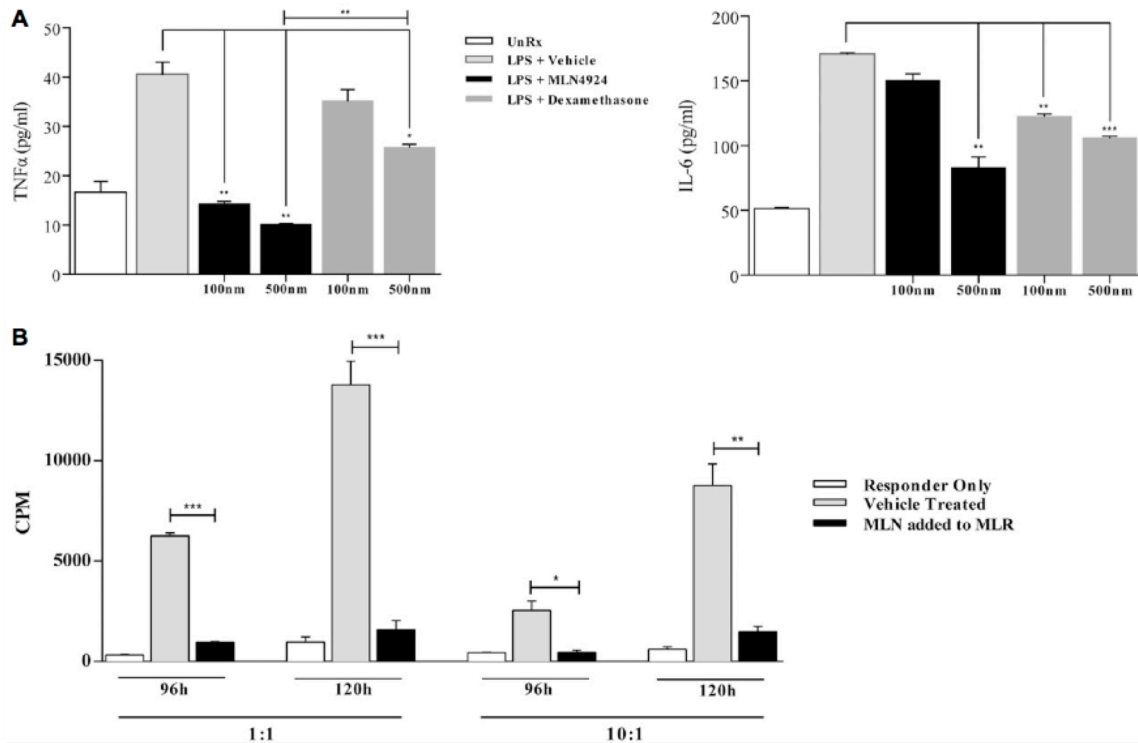 A
**
50
40
30
20
10
0
TNFα (pg/ml)
**
**
*
100nm
500nm
100nm
500nm
UnRx
LPS + Vehicle
LPS + MLN4924
LPS + Dexamethasone
200
150
100
50
0
IL-6 (pg/ml)
**
**
***
100nm
500nm
100nm
500nm
B
15000
10000
5000
0
CPM
***
***
*
**
96h
120h
96h
120h
1:1
10:1
Responder Only
Vehicle Treated
MLN added to MLR